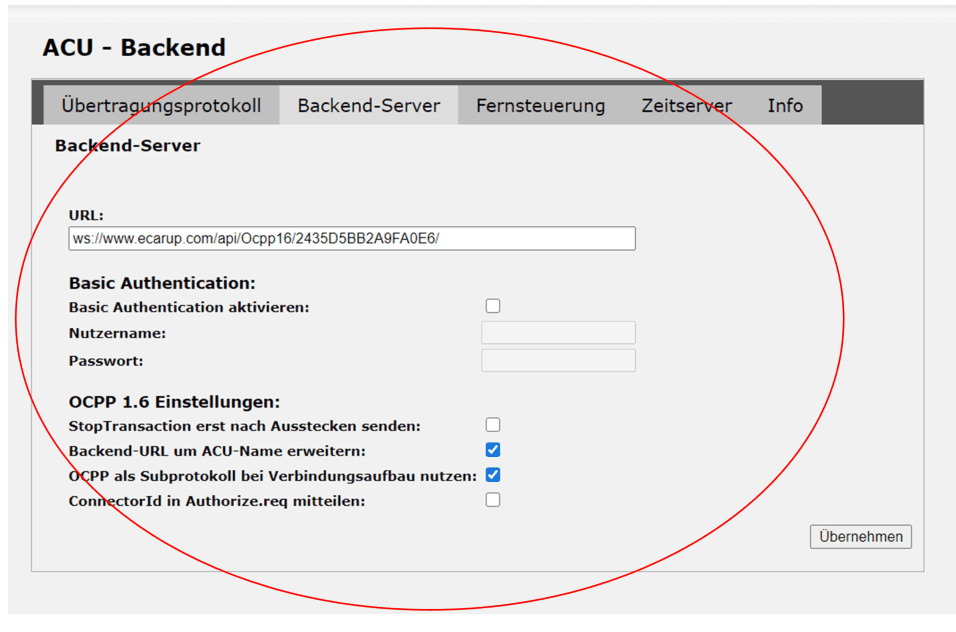 ACU - Backend
Übertragungsprotokoll Backend-Server Fernsteuerung Zeitserver Info
Backend-Server
URL:
ws://www.ecarup.com/api/Ocpp16/2435D5BB2A9FA0E6/
Basic Authentication:
Basic Authentication aktivieren:
Nutzername:
Passwort:
OCPP 1.6 Einstellungen:
StopTransaction erst nach Ausstecken senden:
Backend-URL um ACU-Name erweitern:
OCPP als Subprotokoll bei Verbindungsaufbau nutzen:
ConnectorId in Authorize.req mitteilen:
Übernehmen